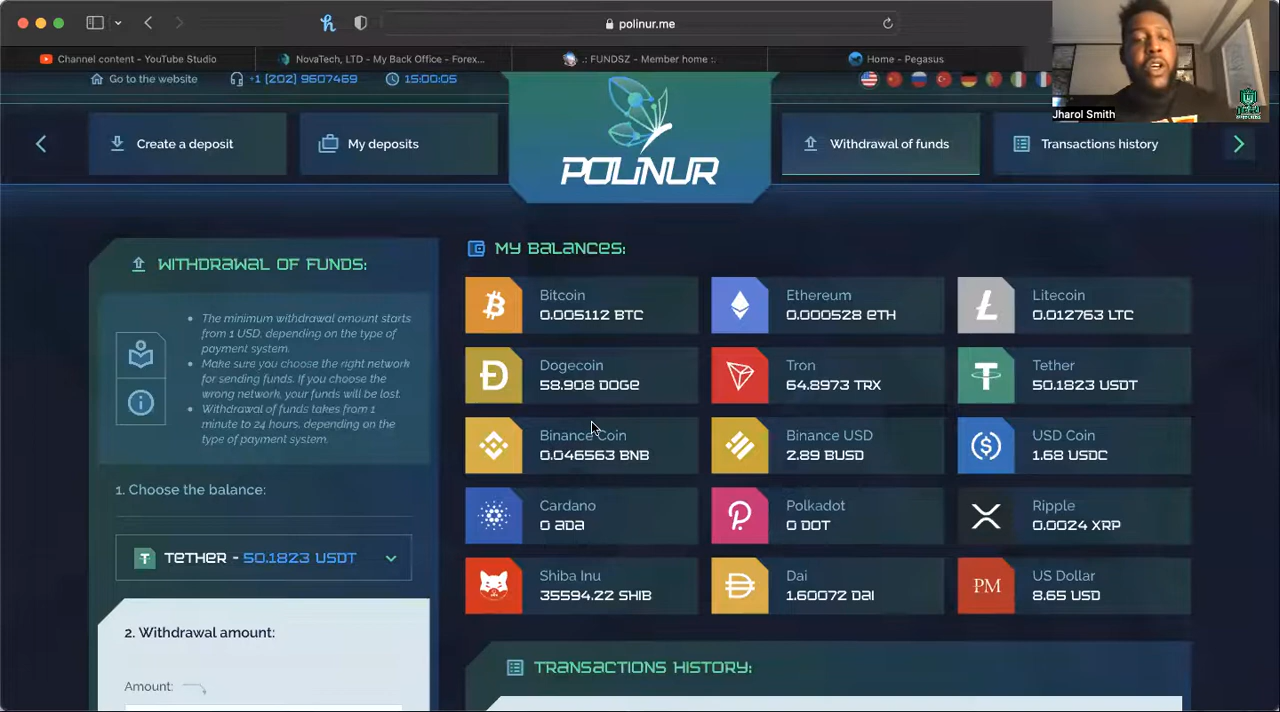 polinur.me
Channel content - YouTube Studio
NovaTech, LTD - My Back Office - Forex...
.: FUNDSZ - Member home :.
Home - Pegasus
Go to the website
+1 (202) 9607469
15:00:05
Jharol Smith
Create a deposit
My deposits
POLINUR
Withdrawal of funds
Transactions history
WITHDRAWAL OF FUNDS:
The minimum withdrawal amount starts
from 1 USD, depending on the type of
payment system.
Make sure you choose the right network
for sending funds. If you choose the
wrong network, your funds will be lost.
Withdrawal of funds takes from 1
minute to 24 hours, depending on the
type of payment system.
1. Choose the balance:
TETHER - 50.1823 USDT
2. Withdrawal amount:
Amount:
MY BALANCES:
Bitcoin
0.005112 BTC
Ethereum
0.000528 ETH
Litecoin
0.012763 LTC
Dogecoin
58.908 DOGE
Tron
64.8973 TRX
Tether
50.1823 USDT
Binance Coin
0.046563 BNB
Binance USD
2.89 BUSD
USD Coin
1.68 USDC
Cardano
0 ADA
Polkadot
0 DOT
Ripple
0.0024 XRP
Shiba Inu
35594.22 SHIB
Dai
1.60072 DAI
PM
US Dollar
8.65 USD
TRANSACTIONS HISTORY: